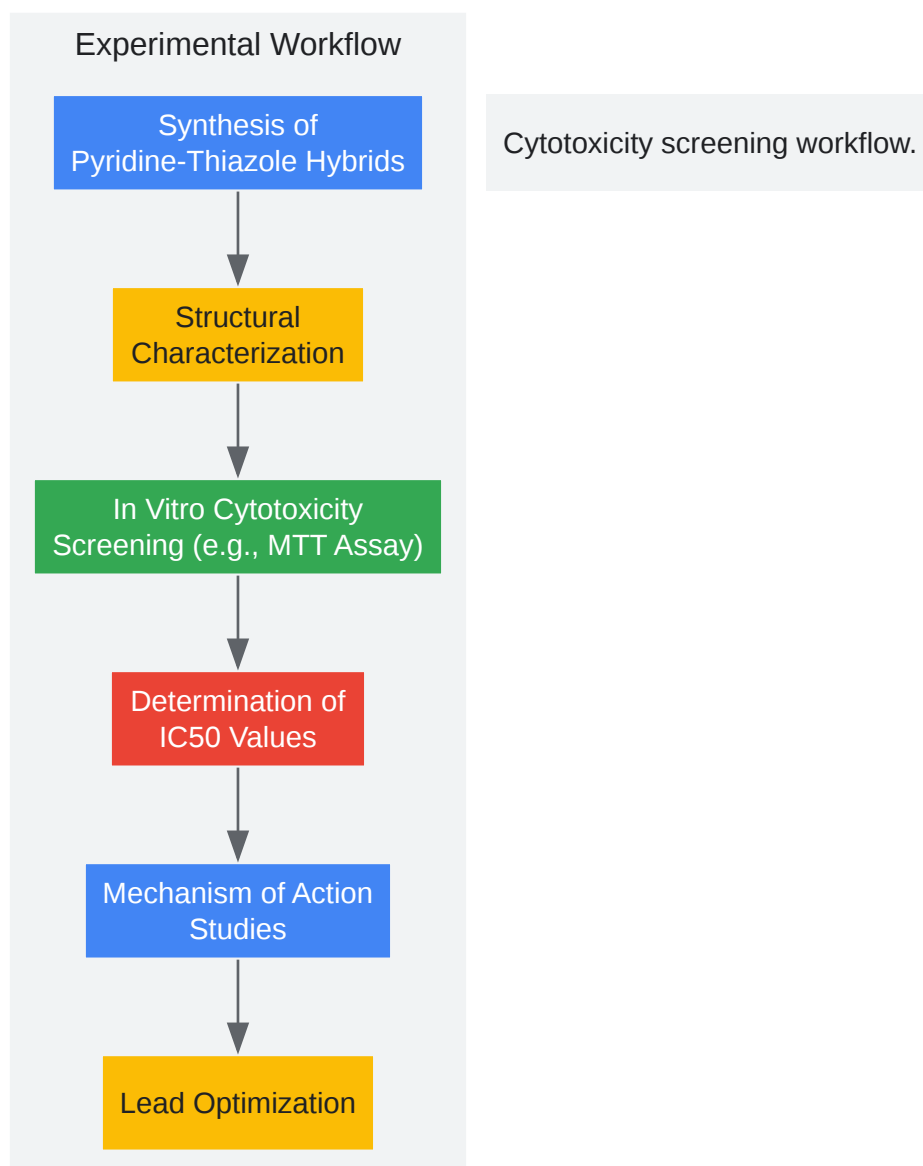 Experimental Workflow
Synthesis of
Pyridine-Thiazole Hybrids
Cytotoxicity screening workflow.
Structural
Characterization
In Vitro Cytotoxicity
Screening (e.g., MTT Assay)
Determination of
IC50 Values
Mechanism of Action
Studies
Lead Optimization